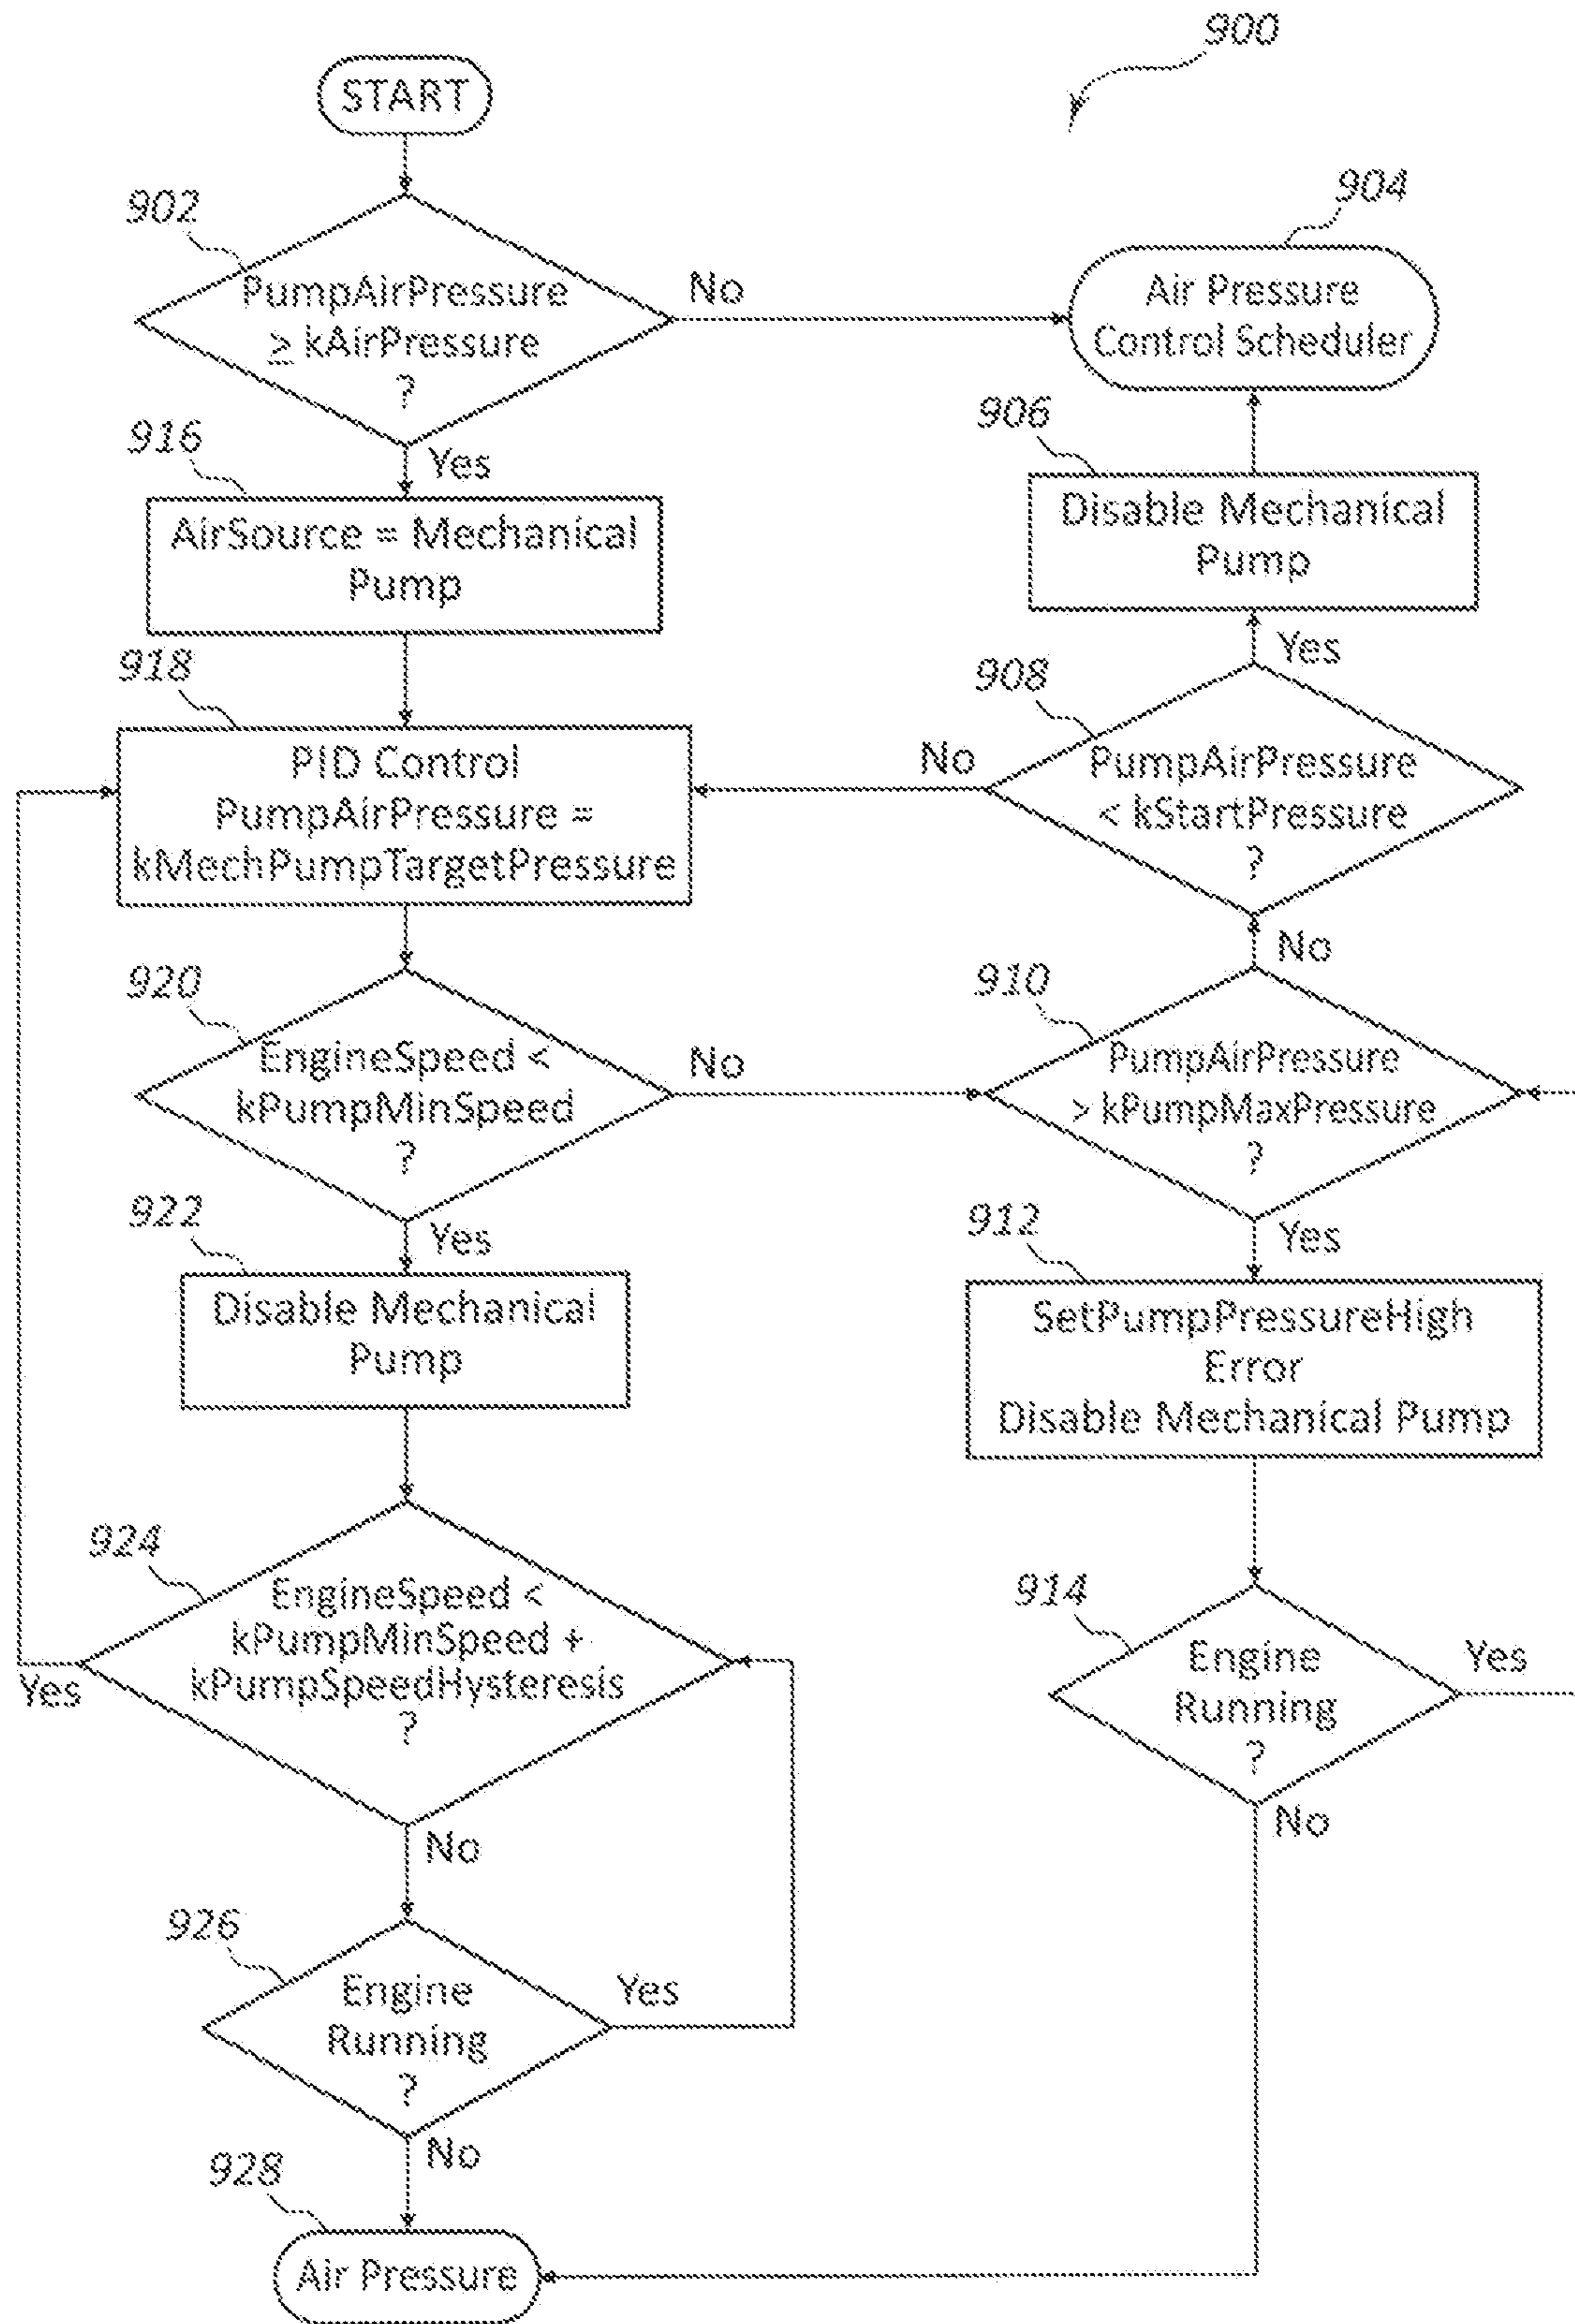 900
START
902
PumpAirPressure
≥ kAirPressure
?
No
904
Air Pressure
Control Scheduler
Yes
916
AirSource = Mechanical
Pump
906
Disable Mechanical
Pump
918
PID Control
PumpAirPressure =
kMechPumpTargetPressure
Yes
908
No
PumpAirPressure
< kStartPressure
?
No
920
EngineSpeed <
kPumpMinSpeed
?
No
910
PumpAirPressure
> kPumpMaxPressure
?
Yes
922
Disable Mechanical
Pump
Yes
912
SetPumpPressureHigh
Error
Disable Mechanical Pump
924
EngineSpeed <
kPumpMinSpeed +
kPumpSpeedHysteresis
?
Yes
No
914
Engine
Running
?
Yes
No
926
Engine
Running
?
Yes
No
928
Air Pressure